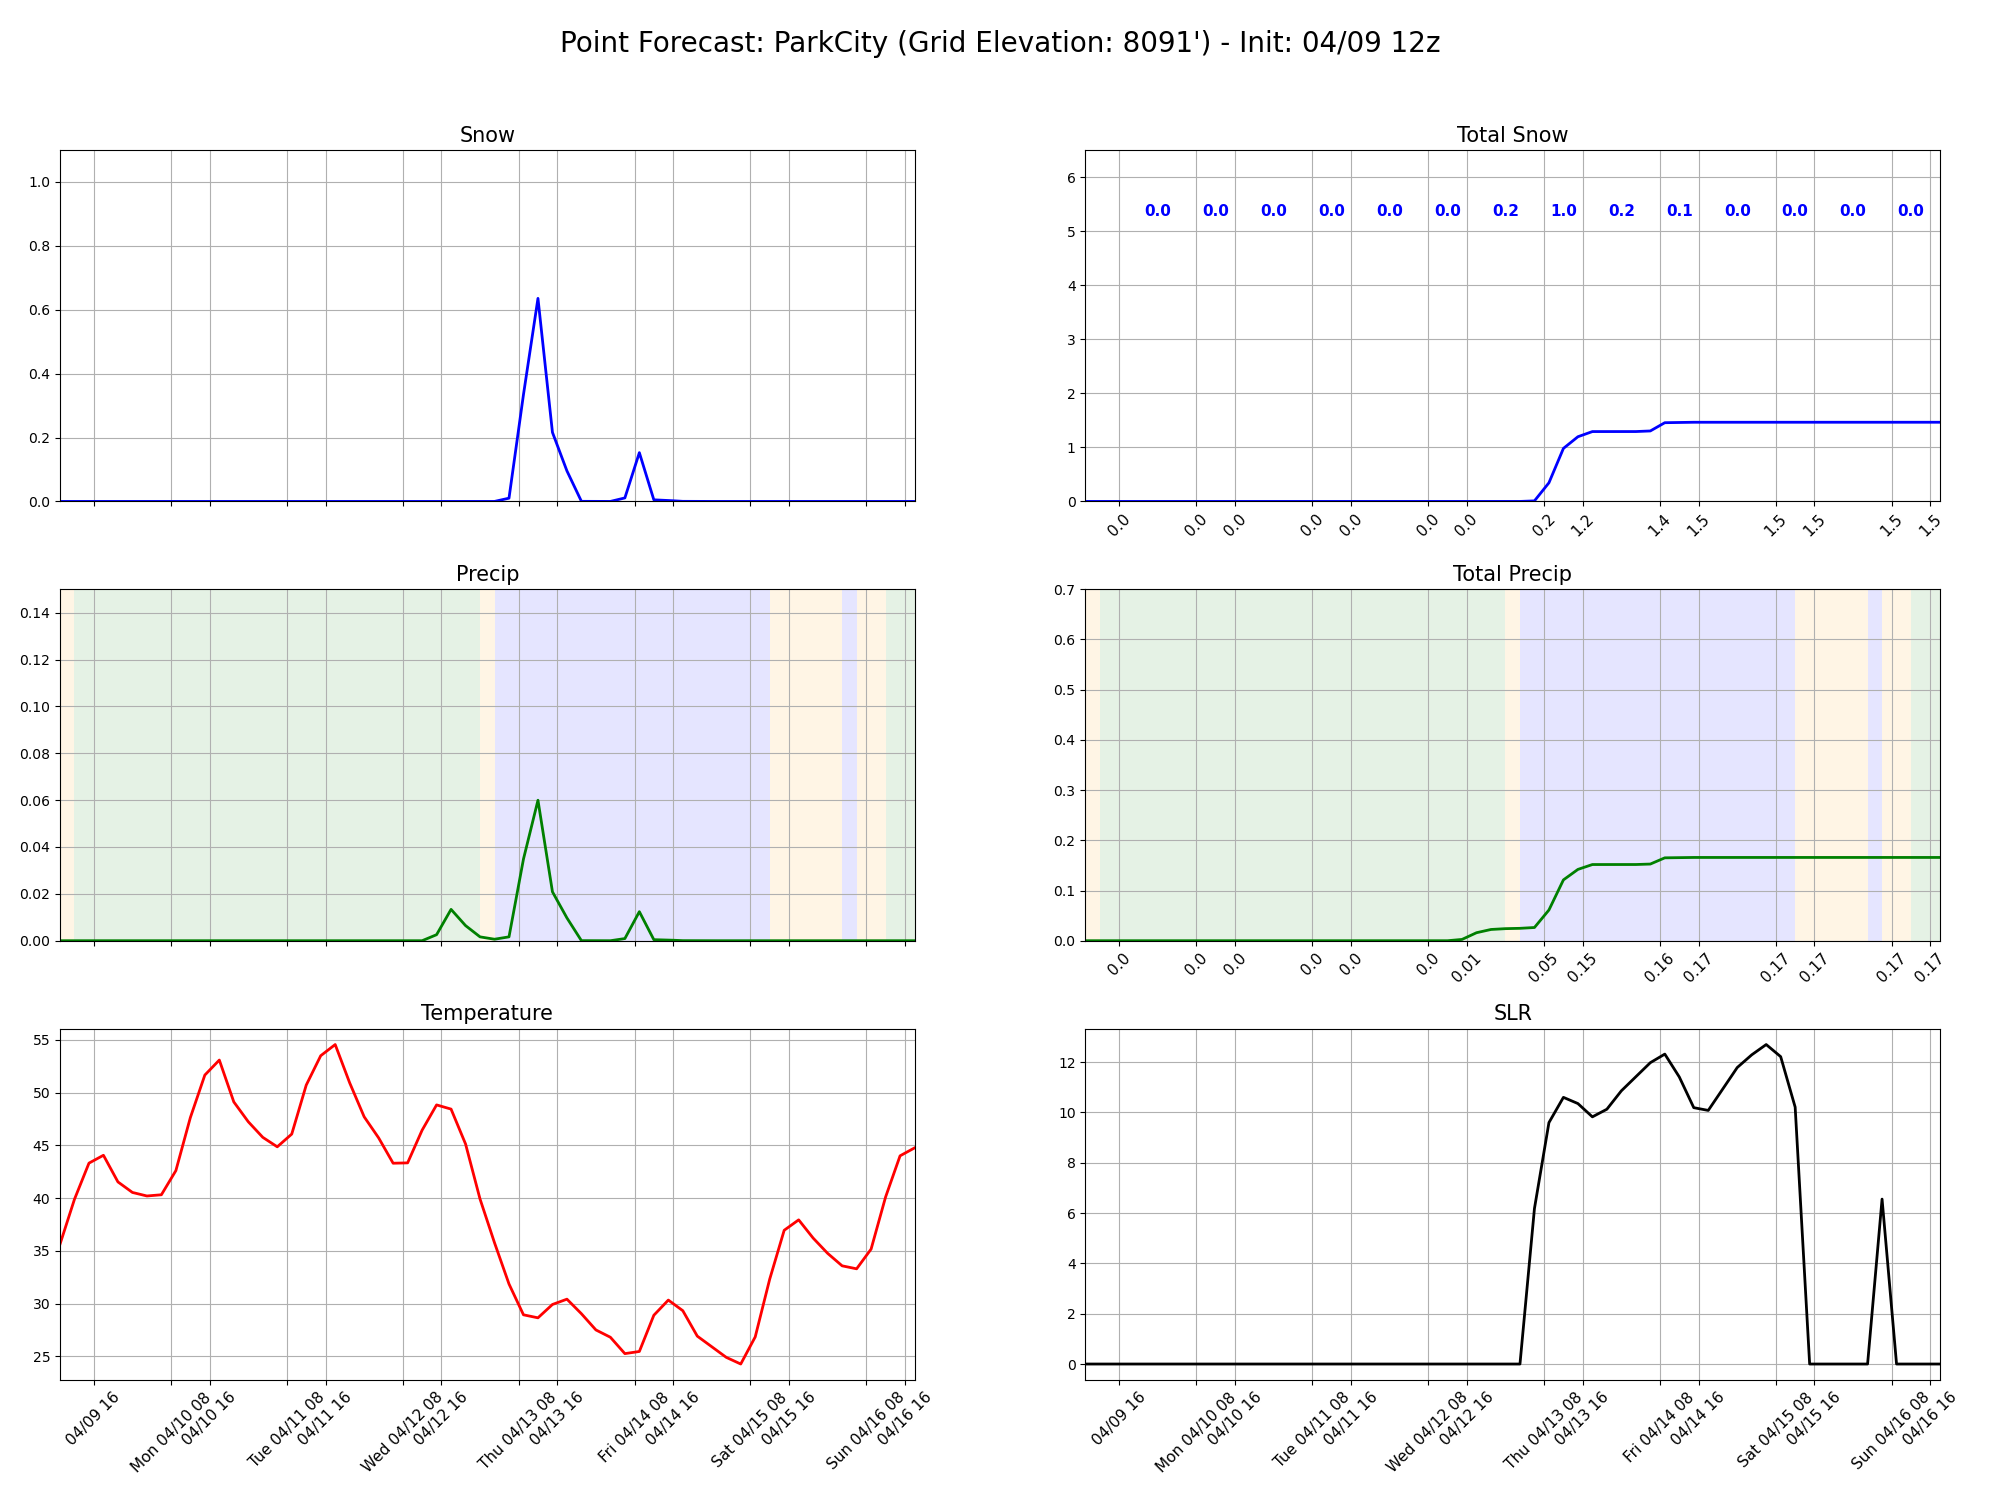 Point Forecast: ParkCity (Grid Elevation: 8091') - Init: 04/09 12z
Snow
1.0
0.8
0.6
0.4
0.2
0.0
Total Snow
6
5
4
3
2
1
0
0.0 0.0 0.0 0.0 0.0 0.0 0.2 1.0 0.2 0.1 0.0 0.0 0.0 0.0
0.0 0.0 0.0 0.0 0.0 0.0 0.0 0.2 1.2 1.4 1.5 1.5 1.5 1.5 1.5
Precip
0.14
0.12
0.10
0.08
0.06
0.04
0.02
0.00
Total Precip
0.7
0.6
0.5
0.4
0.3
0.2
0.1
0.0
0.0 0.0 0.0 0.0 0.0 0.0 0.01 0.05 0.15 0.16 0.17 0.17 0.17 0.17 0.17
Temperature
55
50
45
40
35
30
25
04/09 16
Mon 04/10 08
04/10 16
Tue 04/11 08
04/11 16
Wed 04/12 08
04/12 16
Thu 04/13 08
04/13 16
Fri 04/14 08
04/14 16
Sat 04/15 08
04/15 16
Sun 04/16 08
04/16 16
SLR
12
10
8
6
4
2
0
04/09 16
Mon 04/10 08
04/10 16
Tue 04/11 08
04/11 16
Wed 04/12 08
04/12 16
Thu 04/13 08
04/13 16
Fri 04/14 08
04/14 16
Sat 04/15 08
04/15 16
Sun 04/16 08
04/16 16